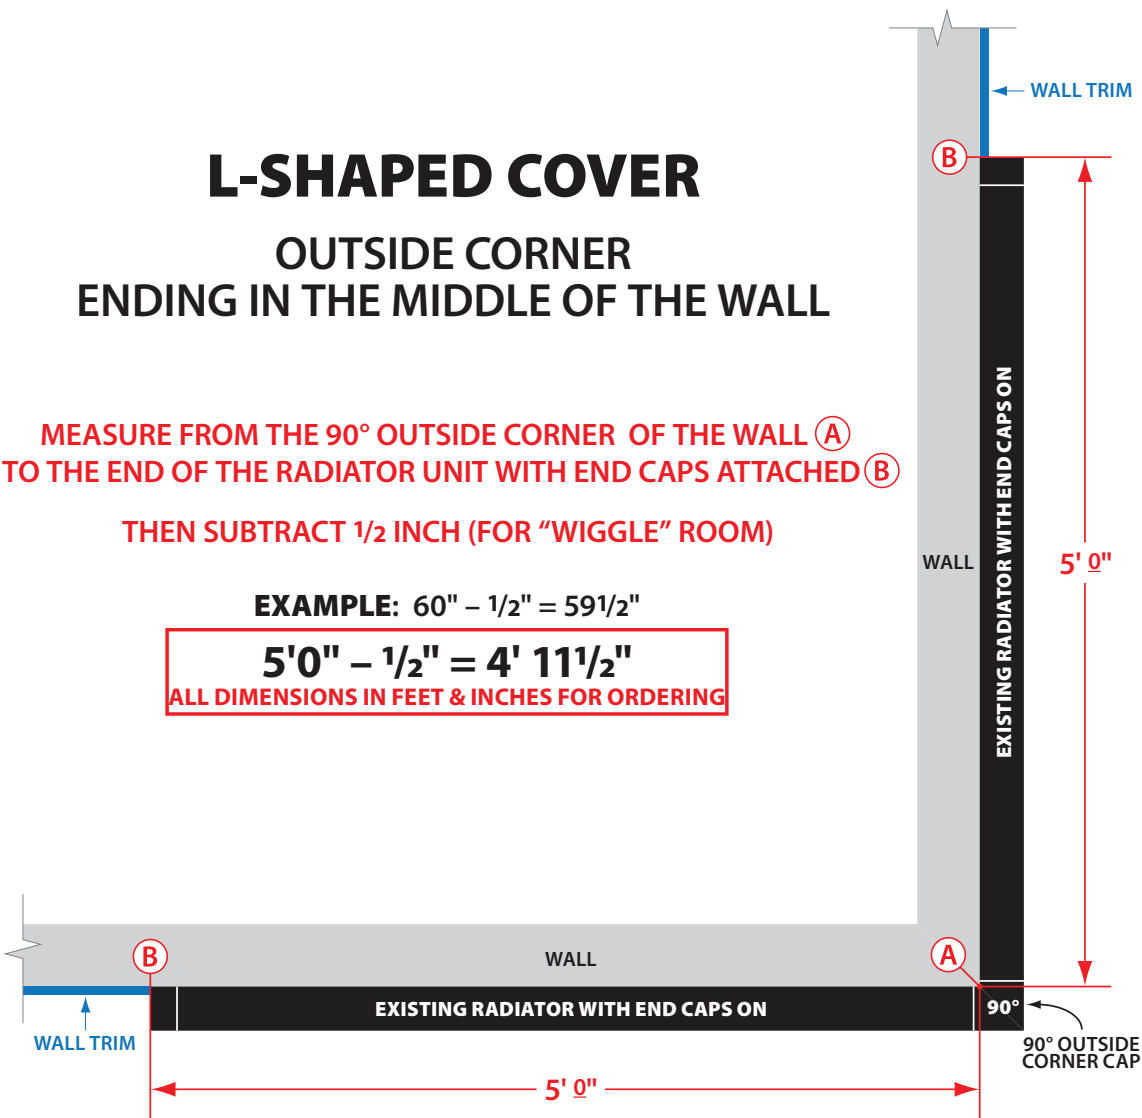 WALL TRIM
B
L-SHAPED COVER
OUTSIDE CORNER
ENDING IN THE MIDDLE OF THE WALL
MEASURE FROM THE 90° OUTSIDE CORNER OF THE WALL A
TO THE END OF THE RADIATOR UNIT WITH END CAPS ATTACHED B
THEN SUBTRACT 1/2 INCH (FOR “WIGGLE” ROOM)
EXAMPLE: 60" – 1/2" = 591/2"
5'0" – 1/2" = 4' 111/2"
ALL DIMENSIONS IN FEET & INCHES FOR ORDERING
WALL
EXISTING RADIATOR WITH END CAPS ON
5' 0"
B
WALL
A
EXISTING RADIATOR WITH END CAPS ON
90°
WALL TRIM
90° OUTSIDE
CORNER CAP
5' 0"